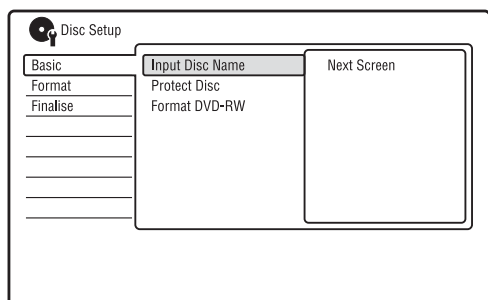 Disc Setup
Basic
Format
Finalise
Input Disc Name
Protect Disc
Format DVD-RW
Next Screen